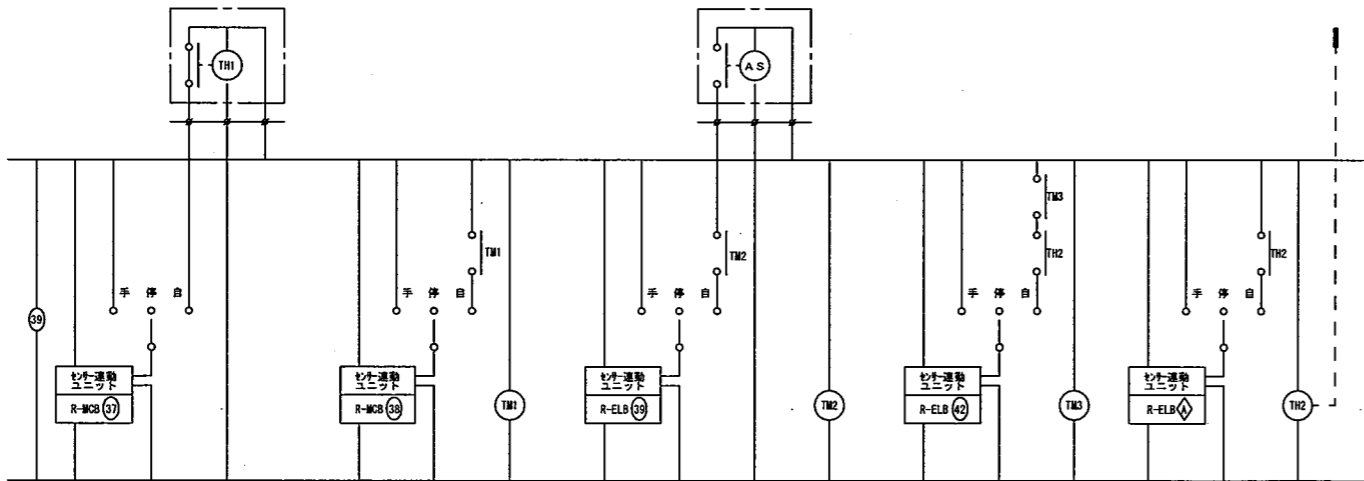 TH1
AS
TM3
TM1
TM2
TH2
TH2
手 停 自
手 停 自
手 停 自
手 停 自
手 停 自
39
センサー連動
ユニット
R-MCB 37
センサー連動
ユニット
R-MCB 38
TM1
センサー連動
ユニット
R-ELB 39
TM2
センサー連動
ユニット
R-ELB 42
TM3
センサー連動
ユニット
R-ELB A
TH2